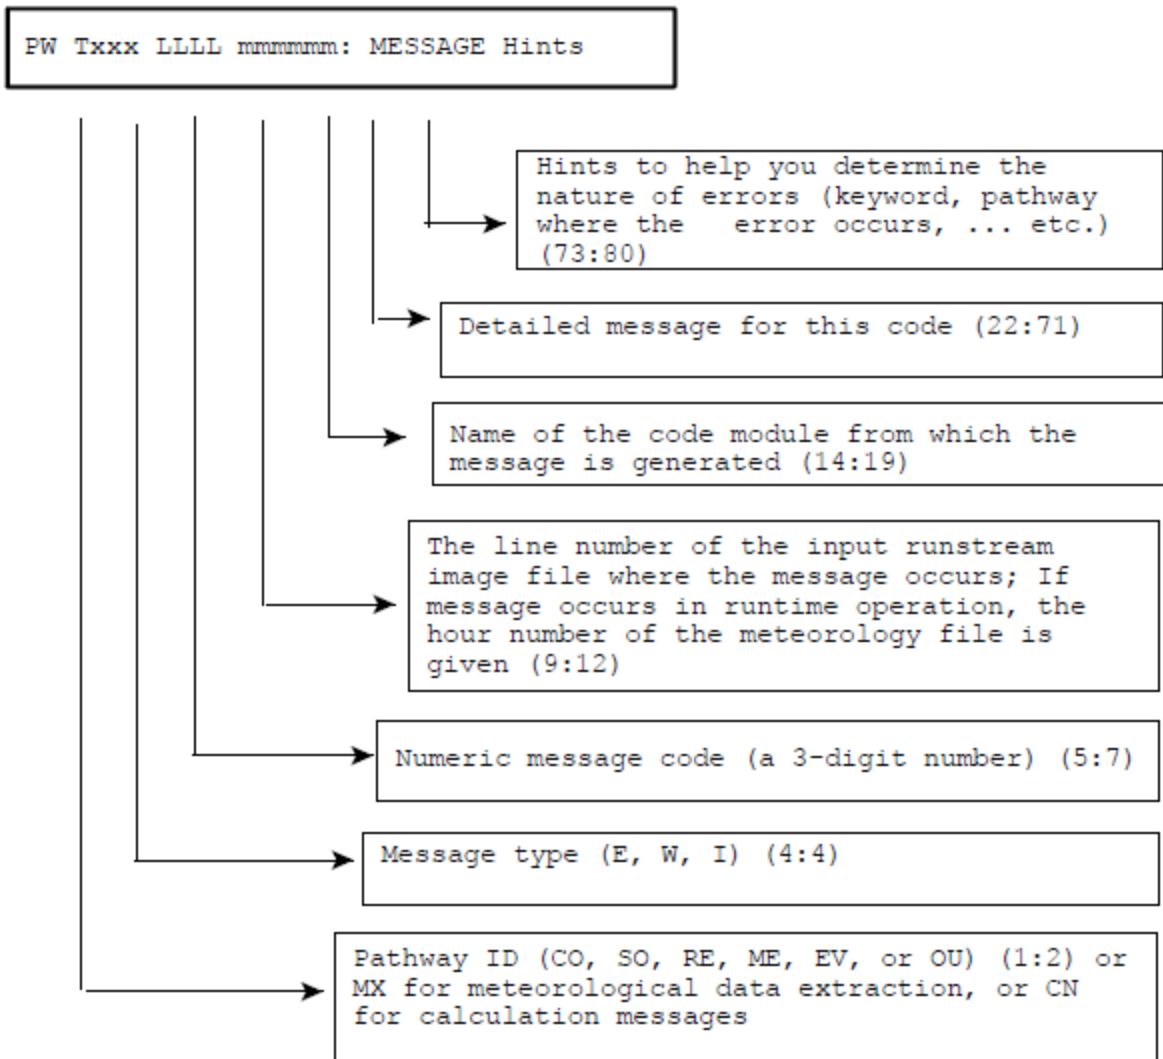 PW Txxx LLLL mmmmmm: MESSAGE Hints
Hints to help you determine the
nature of errors (keyword, pathway
where the error occurs, ... etc.)
(73:80)
Detailed message for this code (22:71)
Name of the code module from which the
message is generated (14:19)
The line number of the input runstream
image file where the message occurs; If
message occurs in runtime operation, the
hour number of the meteorology file is
given (9:12)
Numeric message code (a 3-digit number) (5:7)
Message type (E, W, I) (4:4)
Pathway ID (CO, SO, RE, ME, EV, or OU) (1:2) or
MX for meteorological data extraction, or CN
for calculation messages